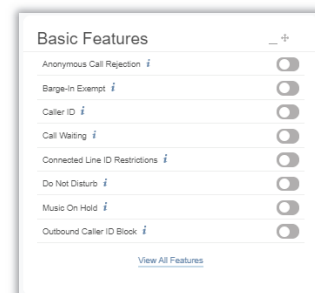 Basic Features
Anonymous Call Rejection i
Barge-In Exempt i
Caller ID i
Call Waiting i
Connected Line ID Restrictions i
Do Not Disturb i
Music On Hold i
Outbound Caller ID Block i
View All Features